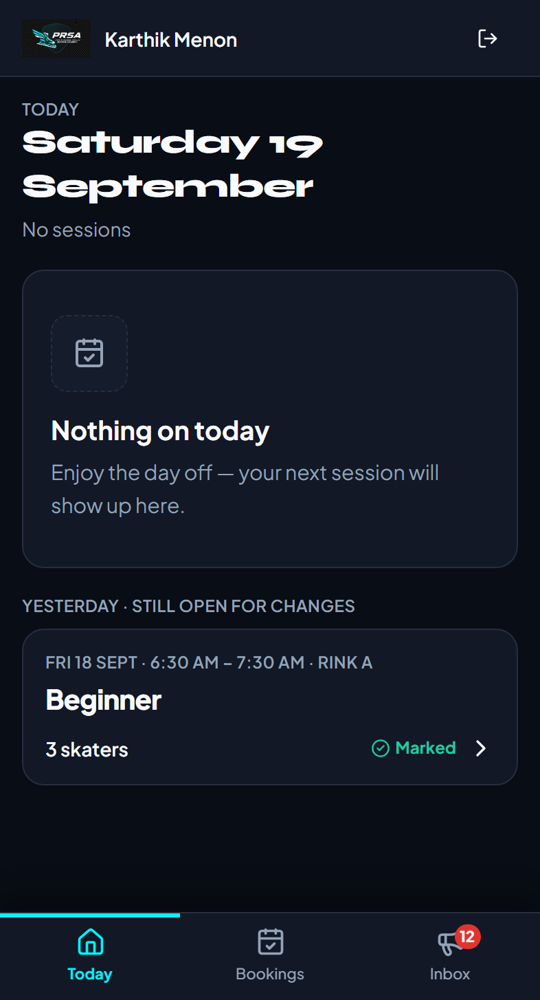 PRSA
Karthik Menon
TODAY
Saturday 19
September
No sessions
Nothing on today
Enjoy the day off — your next session will
show up here.
YESTERDAY · STILL OPEN FOR CHANGES
FRI 18 SEPT · 6:30 AM – 7:30 AM · RINK A
Beginner
3 skaters
Marked
12
Today
Bookings
Inbox